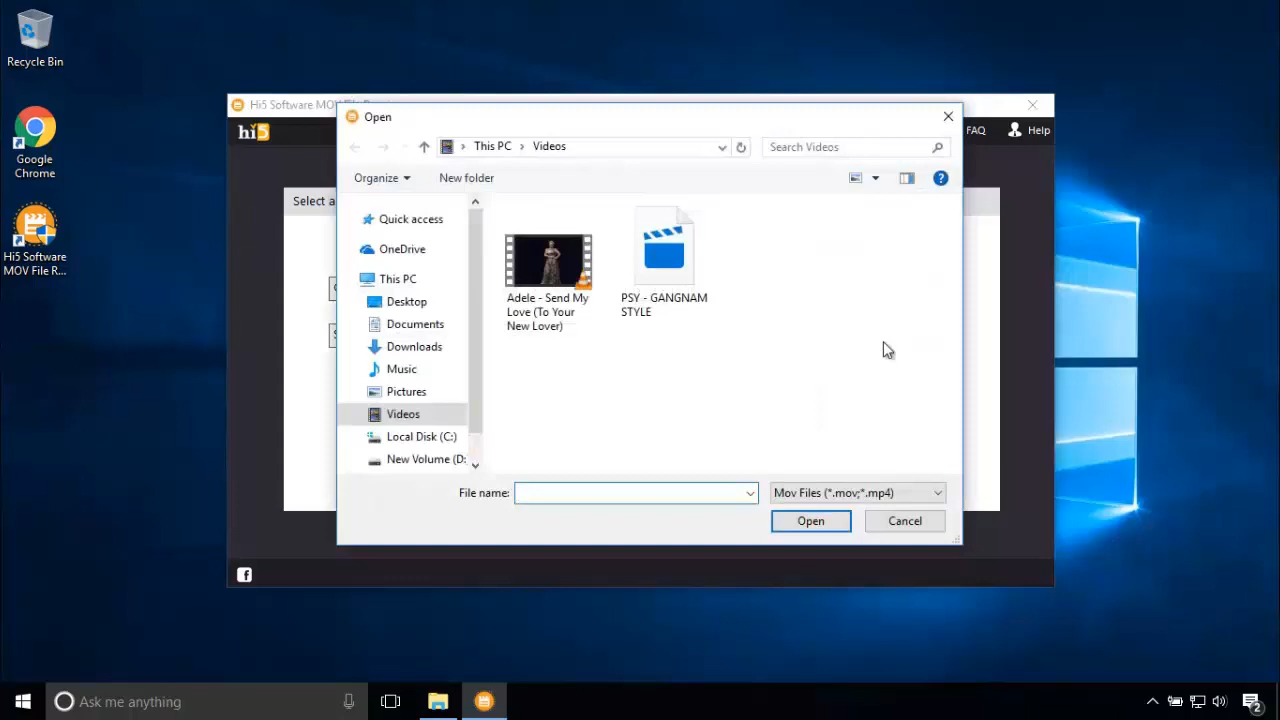 Recycle Bin
Google
Chrome
Hi5 Software
MOV File R...
Hi5 Software MOV File
hi5
FAQ
Help
Select a
Open
This PC
Videos
Search Videos
Organize
New folder
Quick access
OneDrive
This PC
Desktop
Documents
Downloads
Music
Pictures
Videos
Local Disk (C:)
New Volume (D:
Adele - Send My
Love (To Your
New Lover)
PSY - GANGNAM
STYLE
File name:
Mov Files (*.mov;*.mp4)
Open
Cancel
f
Ask me anything
2